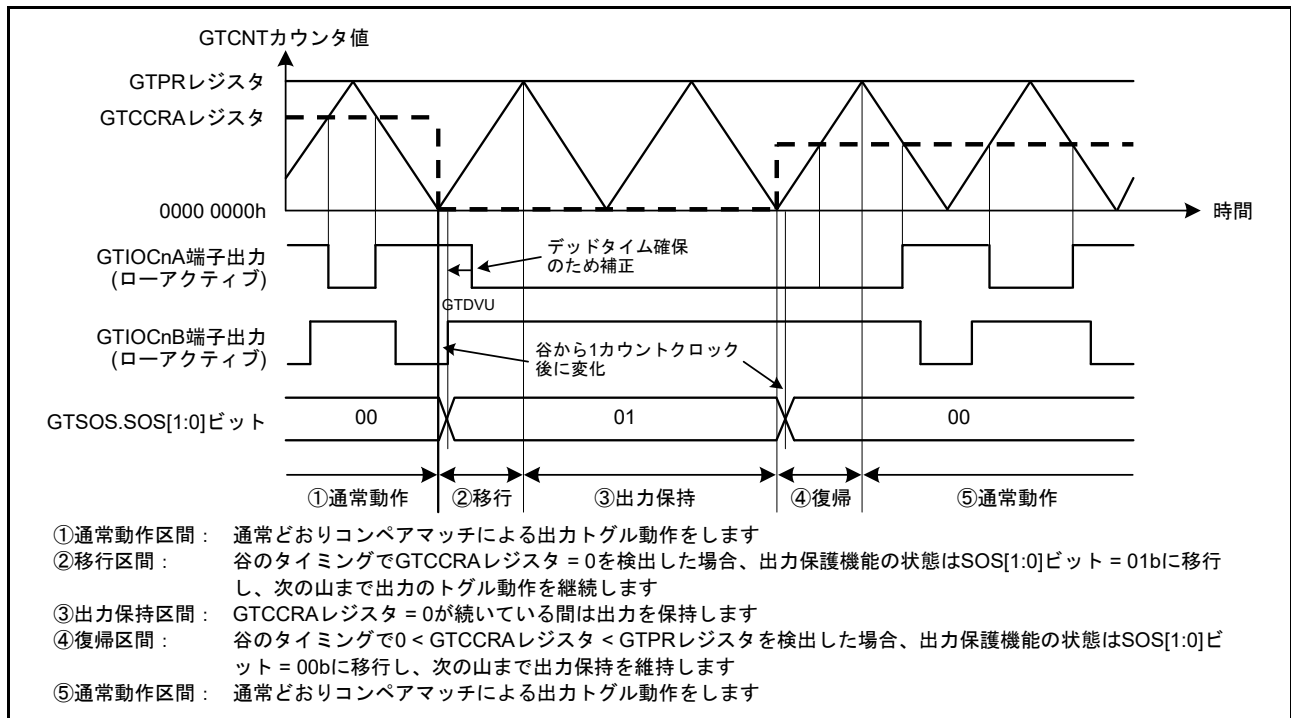 GTCNTカウンタ値
GTPRレジスタ
GTCCRAレジスタ
0000 0000h
時間
GTIOCnA端子出力
(ローアクティブ)
デッドタイム確保
のため補正
GTDVU
GTIOCnB端子出力
(ローアクティブ)
谷から1カウントクロック
後に変化
GTSOS.SOS[1:0]ビット
00
01
00
①通常動作
②移行
③出力保持
④復帰
⑤通常動作
①通常動作区間： 通常どおりコンペアマッチによる出力トグル動作をします
②移行区間： 谷のタイミングでGTCCRAレジスタ = 0を検出した場合、出力保護機能の状態はSOS[1:0]ビット = 01bに移行
し、次の山まで出力のトグル動作を継続します
③出力保持区間： GTCCRAレジスタ = 0が続いている間は出力を保持します
④復帰区間： 谷のタイミングで0 < GTCCRAレジスタ < GTPRレジスタを検出した場合、出力保護機能の状態はSOS[1:0]ビ
ット = 00bに移行し、次の山まで出力保持を維持します
⑤通常動作区間： 通常どおりコンペアマッチによる出力トグル動作をします